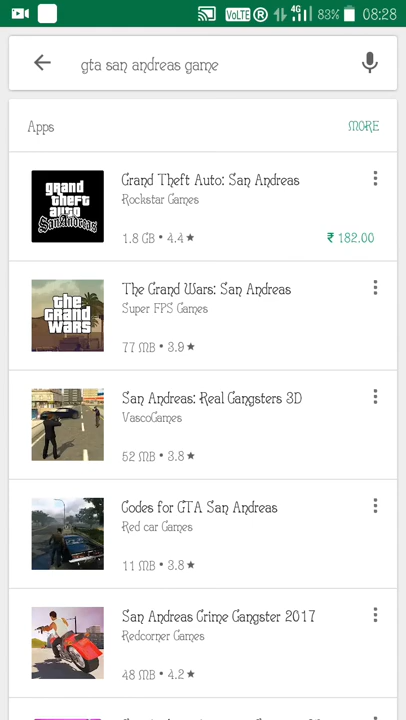 VoLTE R 4G 83% 08:28
gta san andreas game
Apps MORE
grand theft auto San Andreas
Grand Theft Auto: San Andreas
Rockstar Games
1.8 GB • 4.4 ★ ₹ 182.00
the GRAND WARS
The Grand Wars: San Andreas
Super FPS Games
77 MB • 3.9 ★
San Andreas: Real Gangsters 3D
VascoGames
52 MB • 3.8 ★
Codes for GTA San Andreas
Red car Games
11 MB • 3.8 ★
San Andreas Crime Gangster 2017
Redcorner Games
48 MB • 4.2 ★